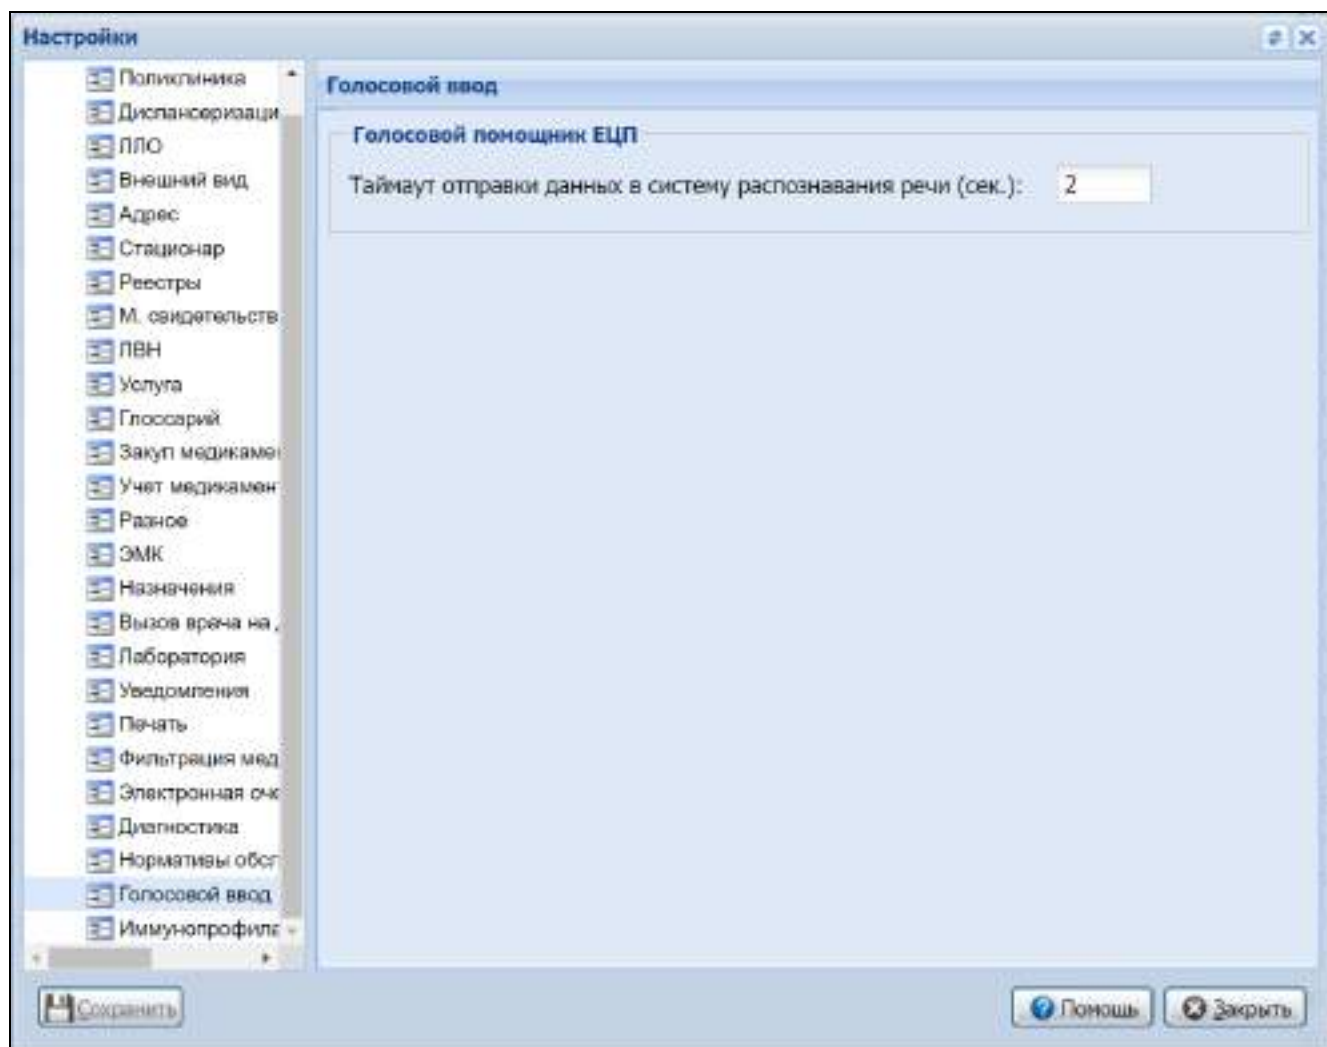 Настройки
Поликлиника
Диспансеризаци
ЛЛО
Внешний вид
Адрес
Стационар
Реестры
М. свидетельств
ЛВН
Услуга
Глоссарий
Закуп медикаме
Учет медикамен
Разное
ЭМК
Назначения
Вызов врача на
Лаборатория
Уведомления
Печать
Фильтрация мед
Электронная оче
Диагностика
Нормативы обсл
Голосовой ввод
Иммунопрофила
Голосовой ввод
Голосовой помощник ЕЦП
Таймаут отправки данных в систему распознавания речи (сек.): 2
Сохранить
Помощь
Закрыть